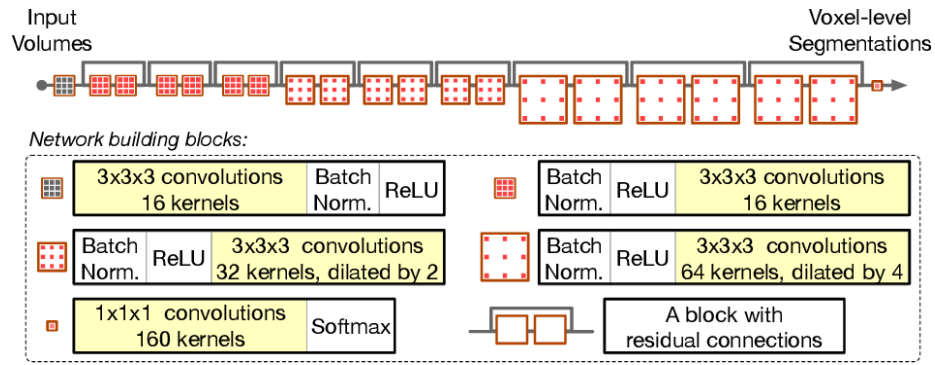 Input
Volumes
Voxel-level
Segmentations
Network building blocks:
3x3x3 convolutions
16 kernels
Batch
Norm.
ReLU
Batch
Norm.
ReLU
3x3x3 convolutions
16 kernels
Batch
Norm.
ReLU
3x3x3 convolutions
32 kernels, dilated by 2
Batch
Norm.
ReLU
3x3x3 convolutions
64 kernels, dilated by 4
1x1x1 convolutions
160 kernels
Softmax
A block with
residual connections